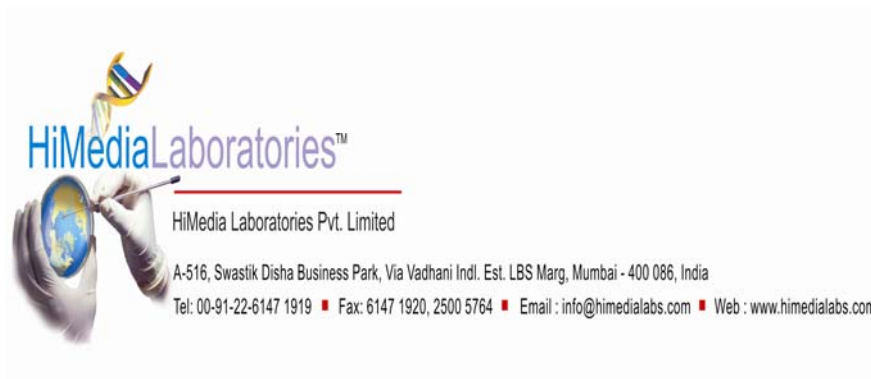 HiMediaLaboratories™
HiMedia Laboratories Pvt. Limited
A-516, Swastik Disha Business Park, Via Vadhani Indl. Est. LBS Marg, Mumbai - 400 086, India
Tel: 00-91-22-6147 1919 ▪ Fax: 6147 1920, 2500 5764 ▪ Email : info@himedialabs.com ▪ Web : www.himedialabs.com